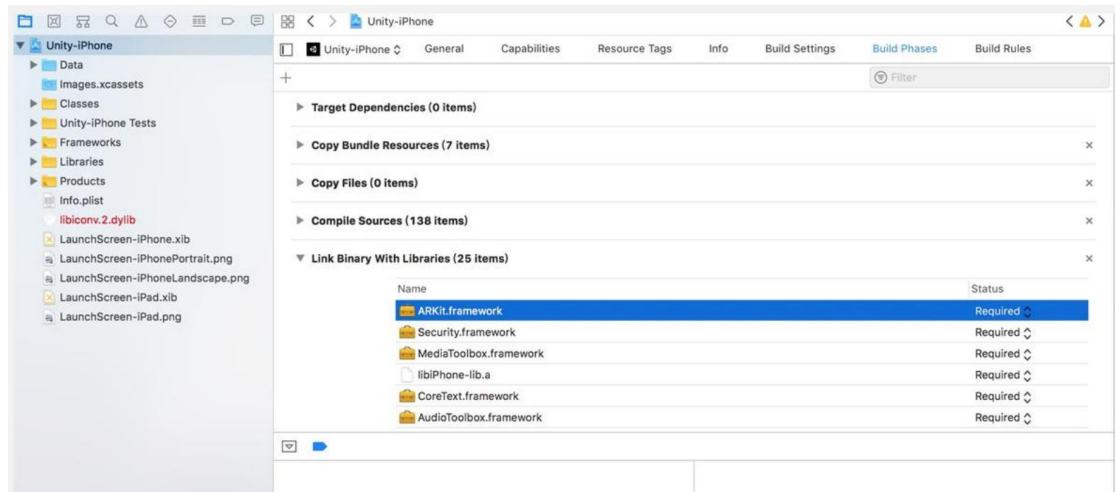 Unity-iPhone
Unity-iPhone
Data
Images.xcassets
Classes
Unity-iPhone Tests
Frameworks
Libraries
Products
Info.plist
libiconv.2.dylib
LaunchScreen-iPhone.xib
LaunchScreen-iPhonePortrait.png
LaunchScreen-iPhoneLandscape.png
LaunchScreen-iPad.xib
LaunchScreen-iPad.png
Unity-iPhone General Capabilities Resource Tags Info Build Settings Build Phases Build Rules
Filter
Target Dependencies (0 items)
Copy Bundle Resources (7 items)
Copy Files (0 items)
Compile Sources (138 items)
Link Binary With Libraries (25 items)
Name Status
ARKit.framework Required
Security.framework Required
MediaToolbox.framework Required
libiPhone-lib.a Required
CoreText.framework Required
AudioToolbox.framework Required